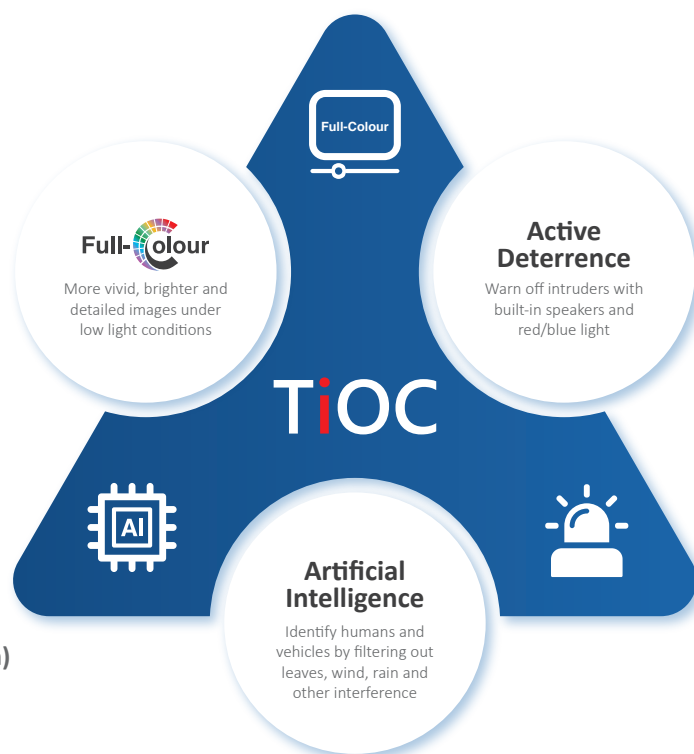 Full-Colour
Full-Colour
More vivid, brighter and
detailed images under
low light conditions
Active
Deterrence
Warn off intruders with
built-in speakers and
red/blue light
TiOC
AI
Artificial
Intelligence
Identify humans and
vehicles by filtering out
leaves, wind, rain and
other interference